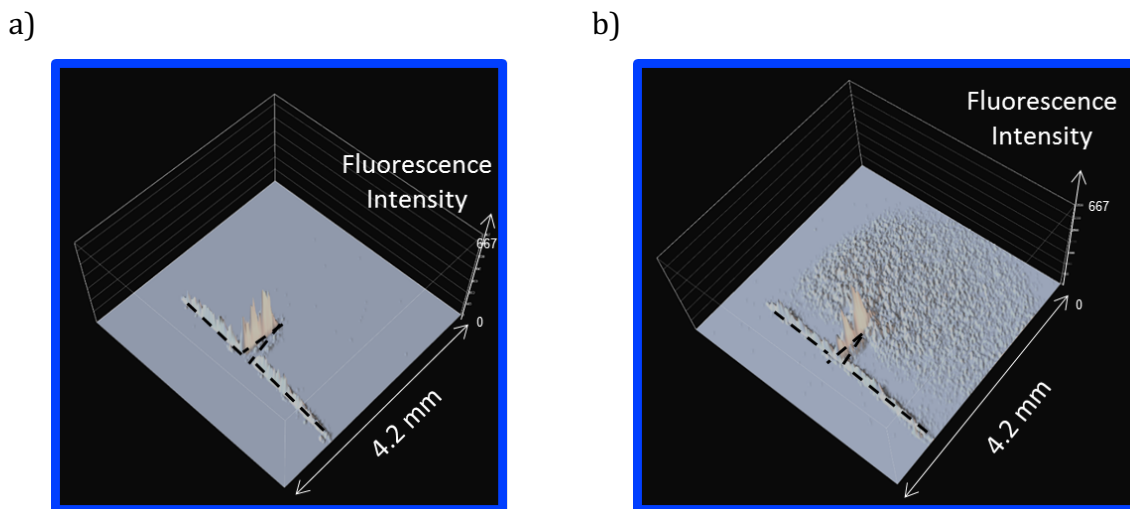 a)
b)
Fluorescence
Intensity
667
0
4.2 mm
Fluorescence
Intensity
667
0
4.2 mm